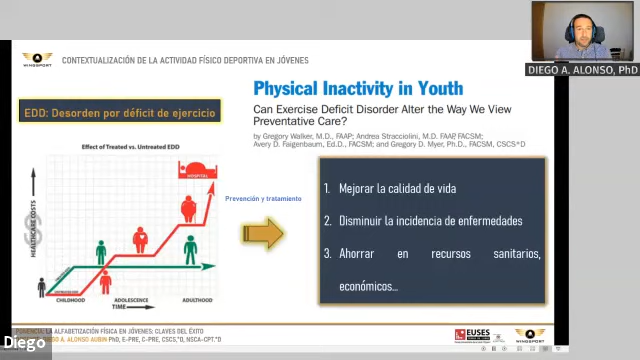 DIEGO A. ALONSO, PhD
WINGSPORT
CONTEXTUALIZACIÓN DE LA ACTIVIDAD FÍSICO DEPORTIVA EN JÓVENES
EDD: Desorden por déficit de ejercicio
Physical Inactivity in Youth
Can Exercise Deficit Disorder Alter the Way We View
Preventative Care?
by Gregory Walker, M.D., FAAP; Andrea Stracciolini, M.D. FAAP, FACSM;
Avery D. Faigenbaum, Ed.D., FACSM; and Gregory D. Myer, Ph.D., FACSM, CSCS*D
Effect of Treated vs. Untreated EDD
HOSPITAL
HEALTHCARE COSTS
$
CHILDHOOD
ADOLESCENCE
ADULTHOOD
TIME
Prevención y tratamiento
1. Mejorar la calidad de vida
2. Disminuir la incidencia de enfermedades
3. Ahorrar en recursos sanitarios,
económicos...
PONENCIA: LA ALFABETIZACIÓN FÍSICA EN JÓVENES: CLAVES DEL ÉXITO
DIEGO A. ALONSO AUBIN PhD, E-PRE, C-PRE, CSCS,*D, NSCA-CPT.*D
Diego
EUSES
WINGSPORT